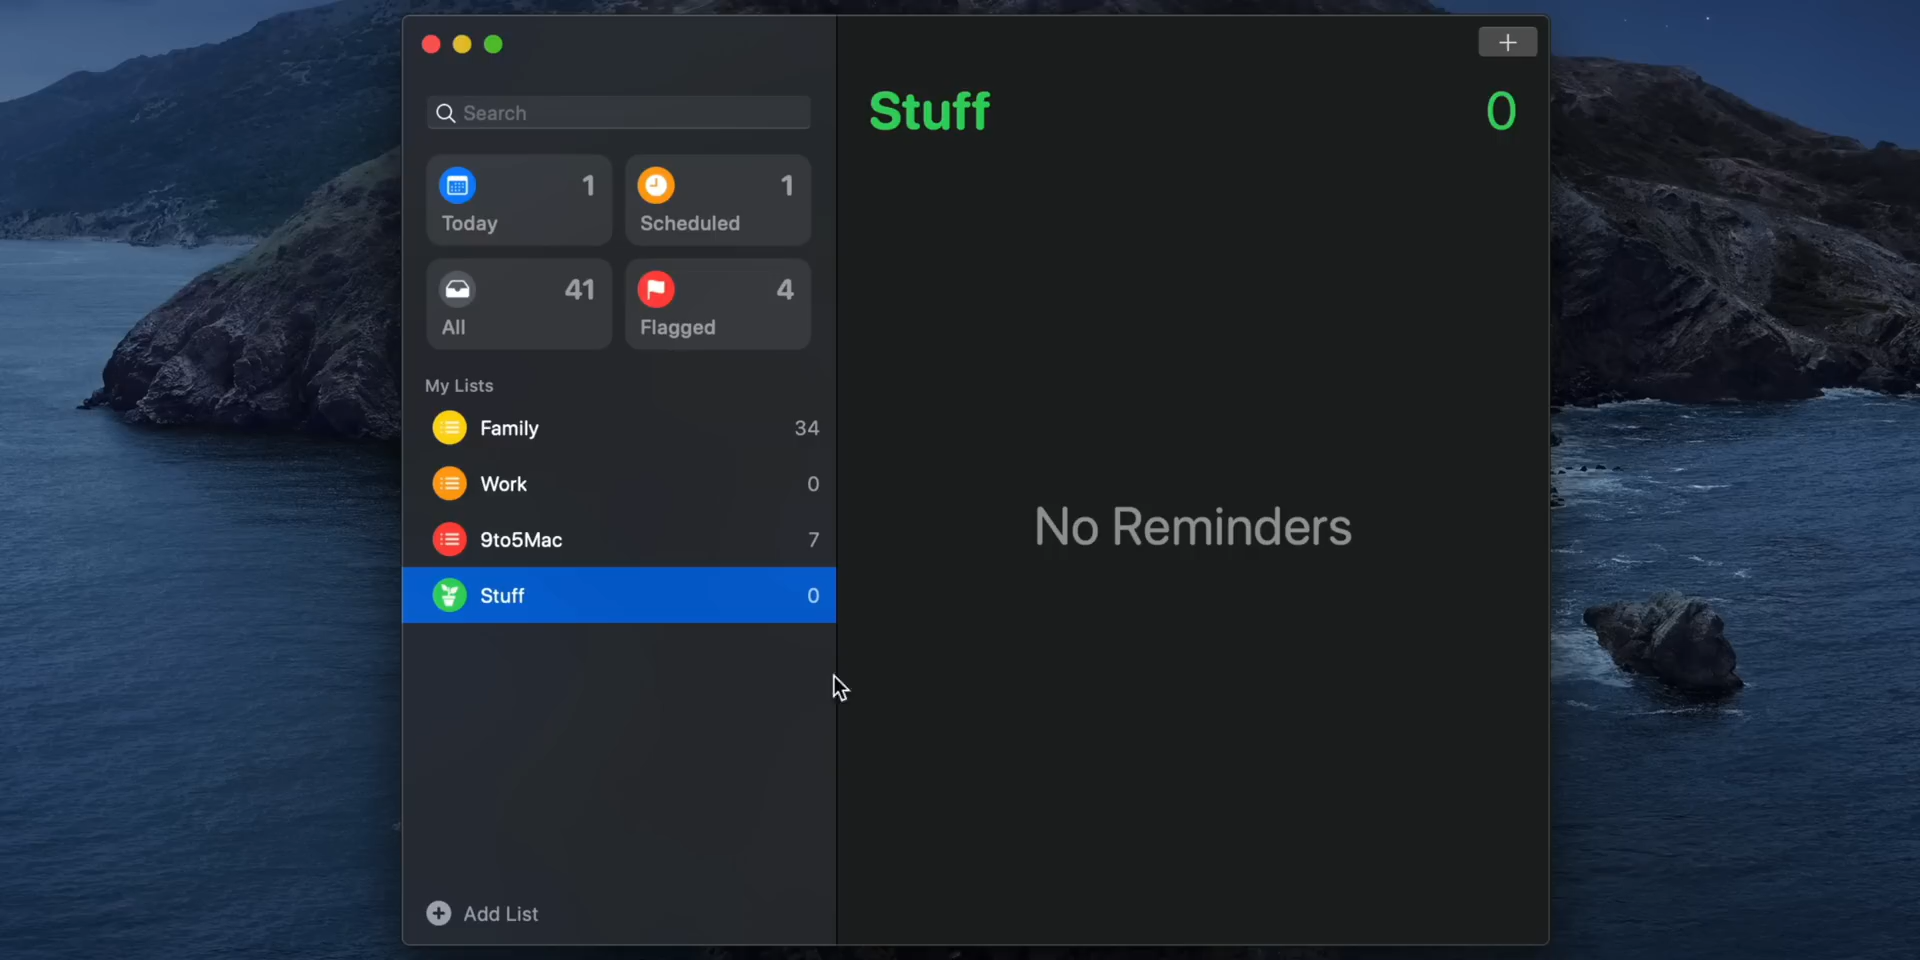 Search
1
Today
1
Scheduled
41
All
4
Flagged
My Lists
Family 34
Work 0
9to5Mac 7
Stuff 0
Add List
Stuff 0
No Reminders